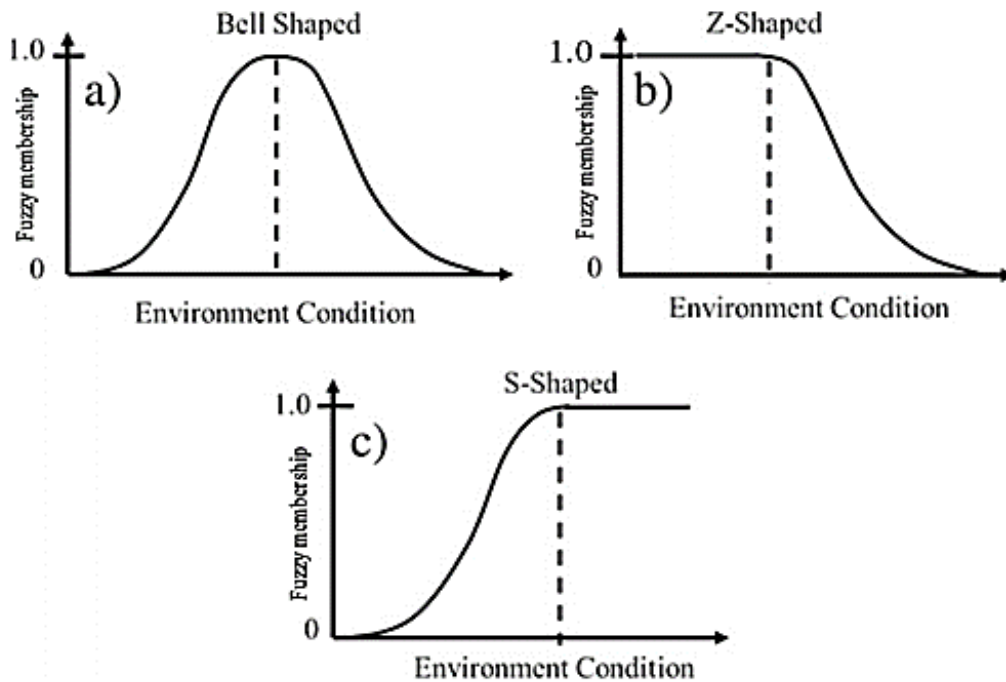 Bell Shaped
1.0
a)
Fuzzy membership
0
Environment Condition
Z-Shaped
1.0
b)
Fuzzy membership
0
Environment Condition
S-Shaped
1.0
c)
Fuzzy membership
0
Environment Condition